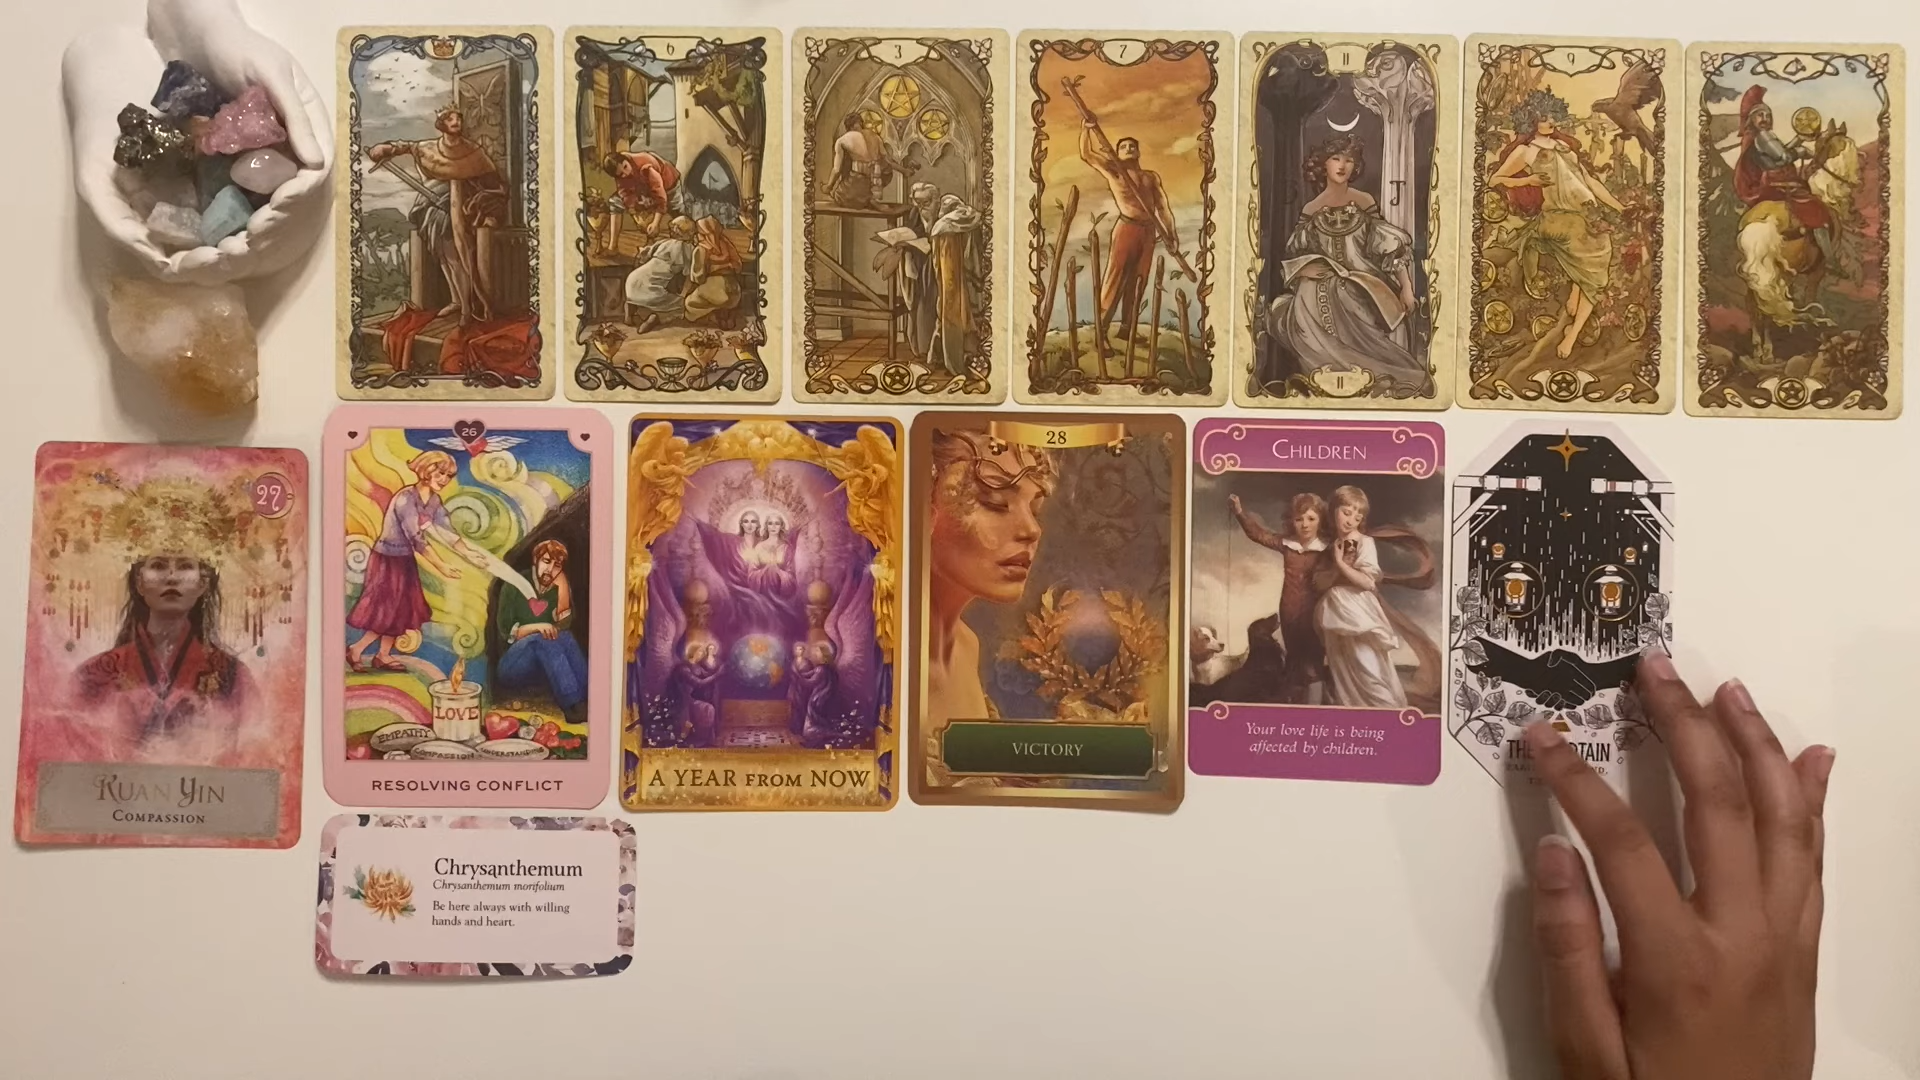 6
3
7
II
9
J
II
27
KUAN YIN
COMPASSION
26
LOVE
EMPATHY
COMPASSION
UNDERSTANDING
RESOLVING CONFLICT
A YEAR FROM NOW
28
VICTORY
CHILDREN
Your love life is being
affected by children.
Chrysanthemum
Chrysanthemum morifolium
Be here always with willing
hands and heart.